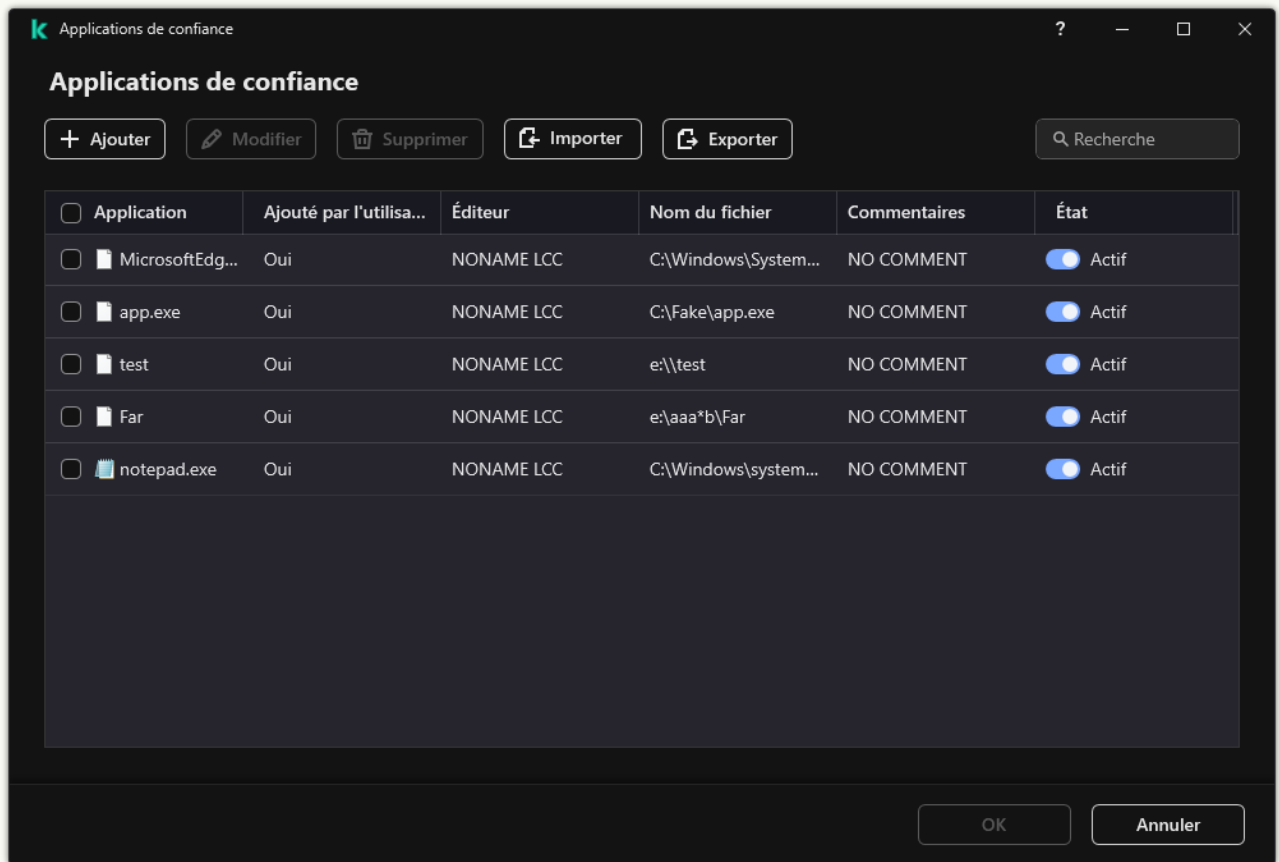 Applications de confiance
?
Applications de confiance
Ajouter Modifier Supprimer Importer Exporter Recherche
Application Ajouté par l'utilisa... Éditeur Nom du fichier Commentaires État
MicrosoftEdg... Oui NONAME LCC C:\Windows\System... NO COMMENT Actif
app.exe Oui NONAME LCC C:\Fake\app.exe NO COMMENT Actif
test Oui NONAME LCC e:\\test NO COMMENT Actif
Far Oui NONAME LCC e:\aaa*b\Far NO COMMENT Actif
notepad.exe Oui NONAME LCC C:\Windows\system... NO COMMENT Actif
OK Annuler